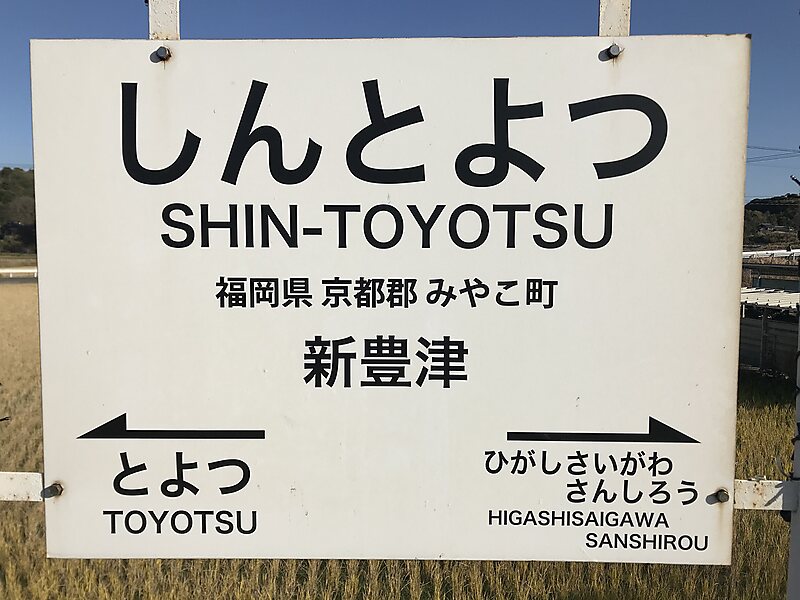 しんとよつ
SHIN-TOYOTSU
福岡県 京都郡 みやこ町
新豊津
とよつ
TOYOTSU
ひがしさいがわ
さんしろう
HIGASHISAIGAWA
SANSHIROU